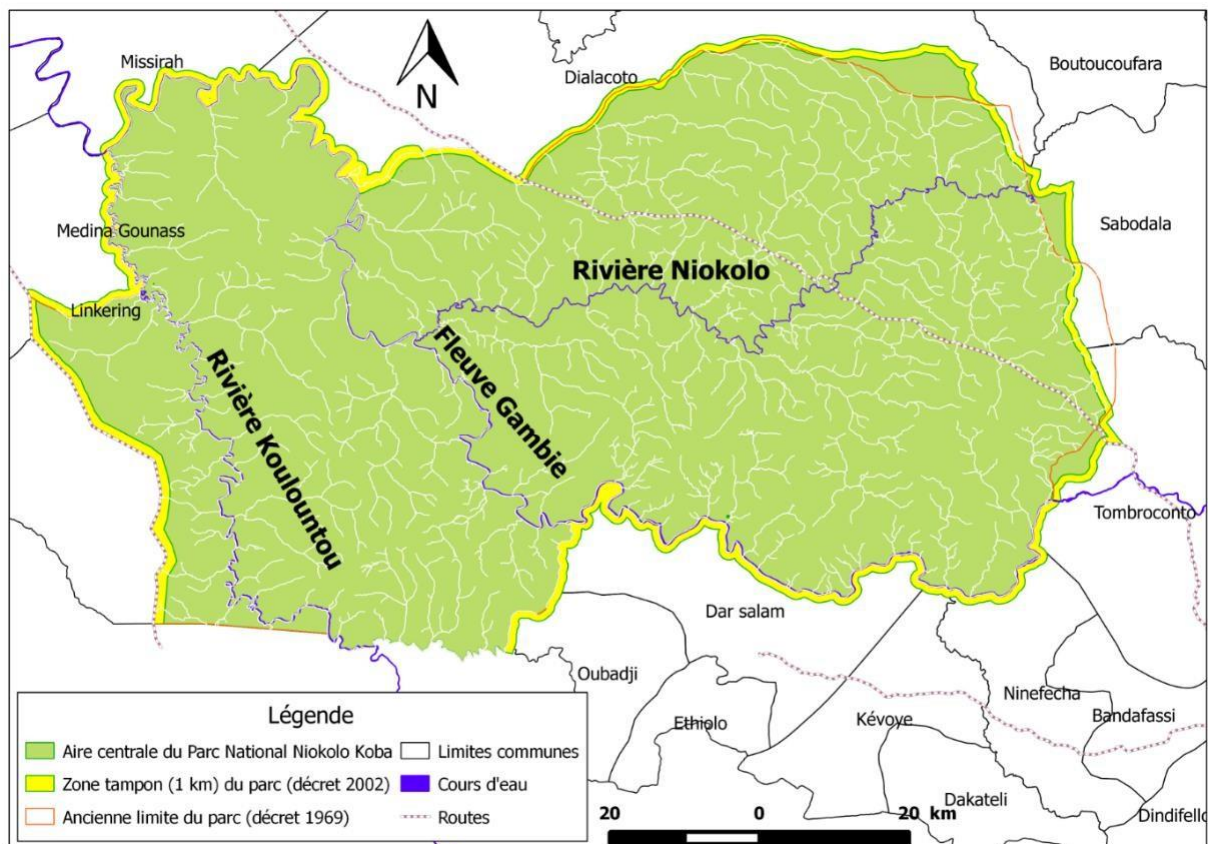 Missirah
N
Dialacoto
Boutoucoufara
Medina Gounass
Sabodala
Rivière Niokolo
Linkering
Fleuve Gambie
Rivière Koulountou
Tombroconto
Dar salam
Oubadji
Ninefecha
Ethiolo
Kévoye
Bandafassi
Dakateli
Dindifello
Légende
Aire centrale du Parc National Niokolo Koba
Limites communes
Zone tampon (1 km) du parc (décret 2002)
Cours d'eau
Ancienne limite du parc (décret 1969)
Routes
20 0 20 km